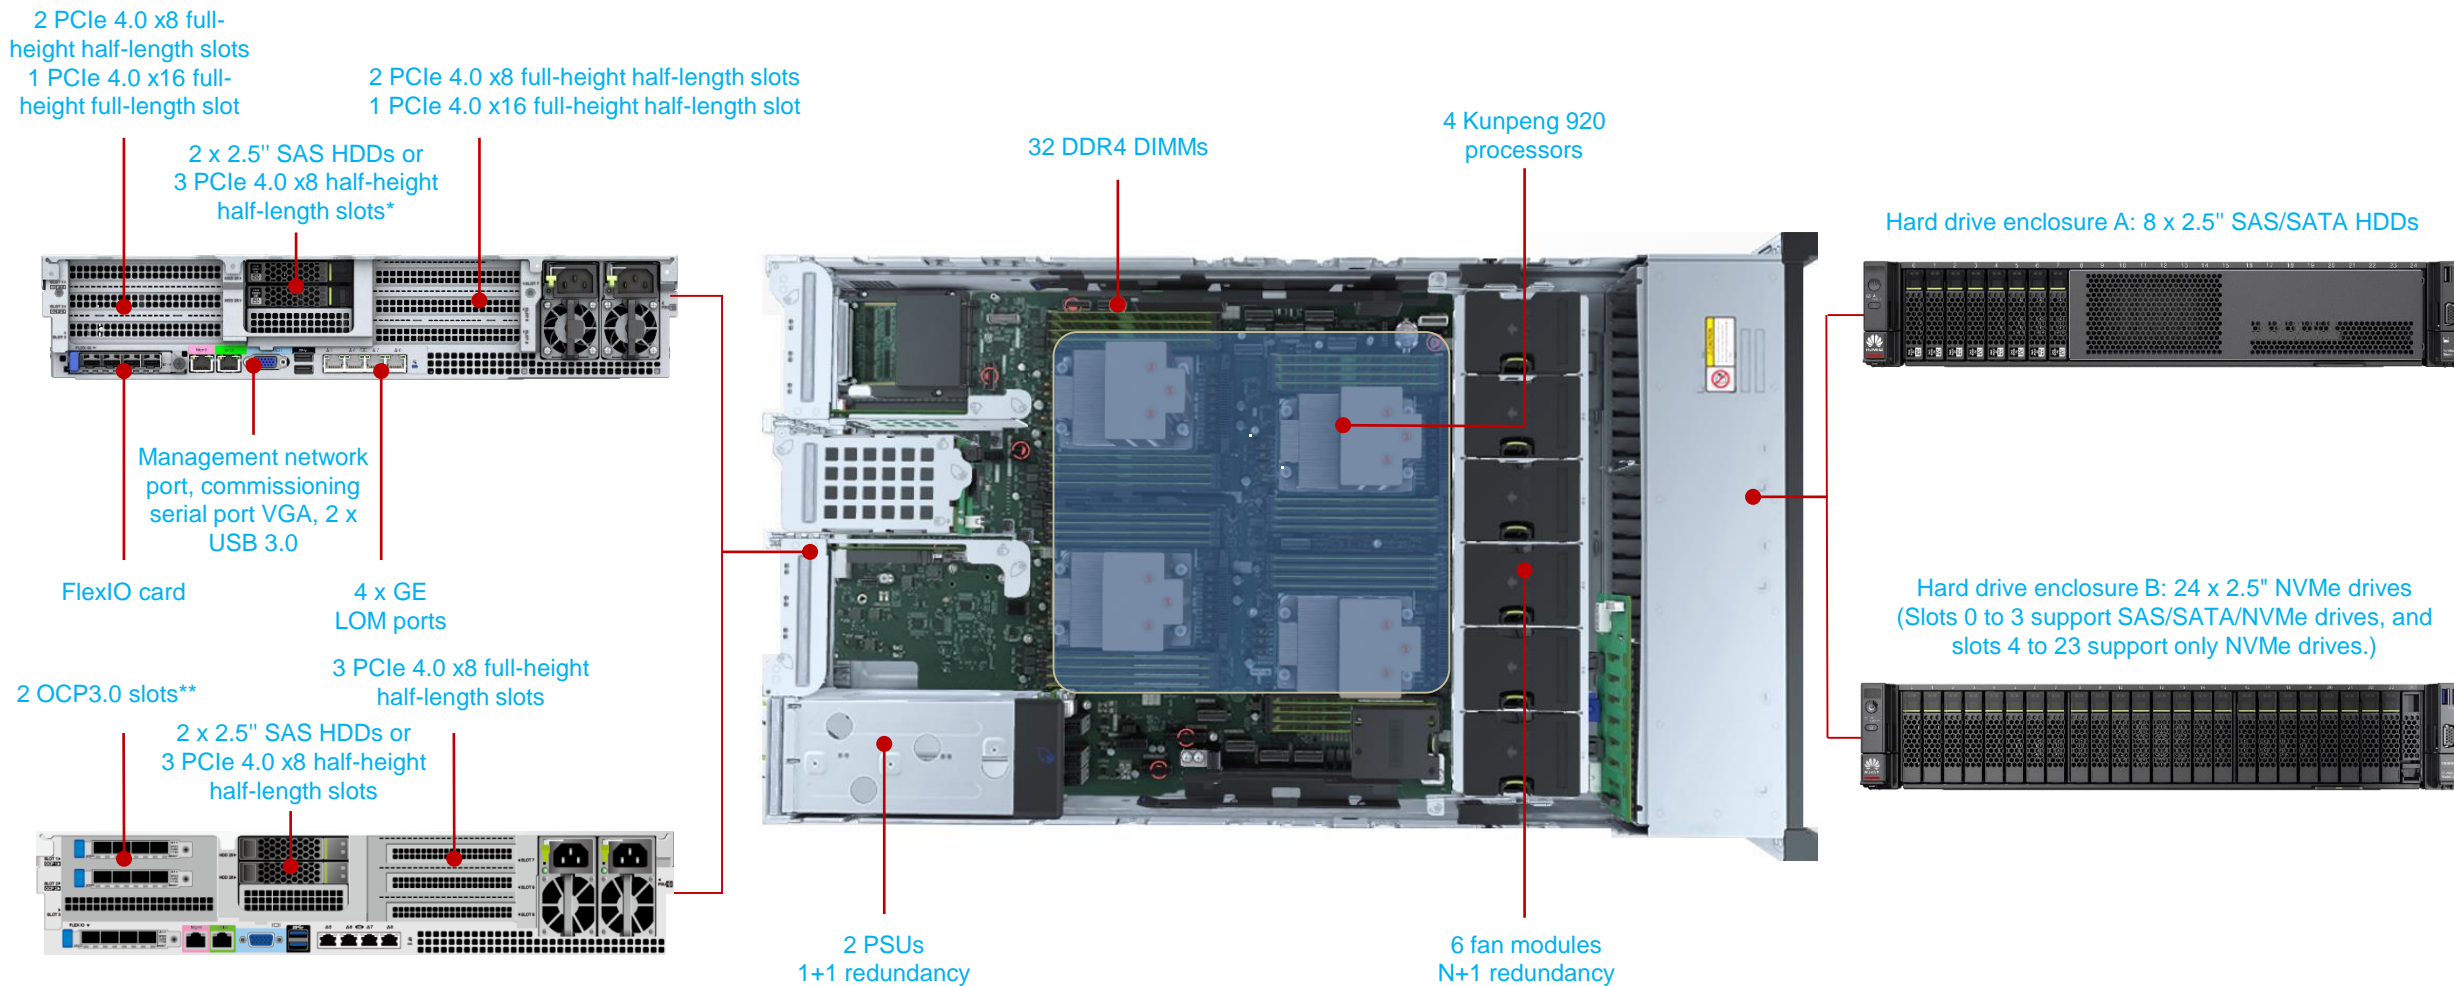 2 PCIe 4.0 x8 full-
height half-length slots
1 PCIe 4.0 x16 full-
height full-length slot
2 PCIe 4.0 x8 full-height half-length slots
1 PCIe 4.0 x16 full-height half-length slot
2 x 2.5" SAS HDDs or
3 PCIe 4.0 x8 half-height
half-length slots*
32 DDR4 DIMMs
4 Kunpeng 920
processors
Hard drive enclosure A: 8 x 2.5" SAS/SATA HDDs
Management network
port, commissioning
serial port VGA, 2 x
USB 3.0
FlexIO card
4 x GE
LOM ports
Hard drive enclosure B: 24 x 2.5" NVMe drives
(Slots 0 to 3 support SAS/SATA/NVMe drives, and
slots 4 to 23 support only NVMe drives.)
2 OCP3.0 slots**
3 PCIe 4.0 x8 full-height
half-length slots
2 x 2.5" SAS HDDs or
3 PCIe 4.0 x8 half-height
half-length slots
2 PSUs
1+1 redundancy
6 fan modules
N+1 redundancy